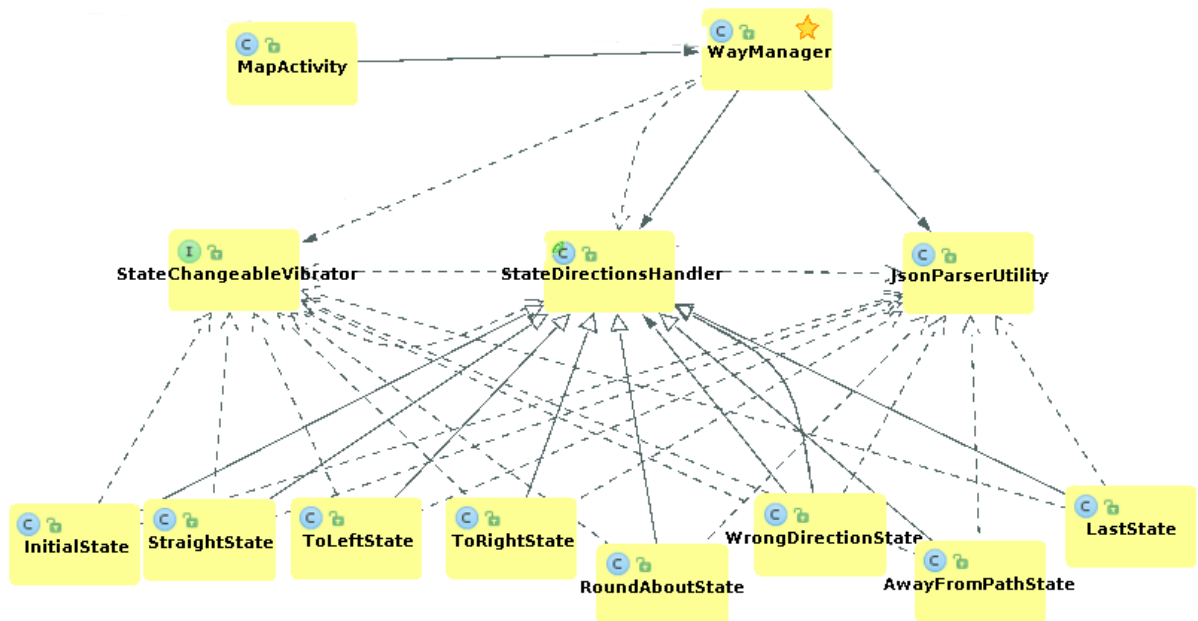 C
MapActivity
C
WayManager
I
StateChangeableVibrator
C
StateDirectionsHandler
C
JsonParserUtility
C
InitialState
C
StraightState
C
ToLeftState
C
ToRightState
C
RoundAboutState
C
WrongDirectionState
C
AwayFromPathState
C
LastState